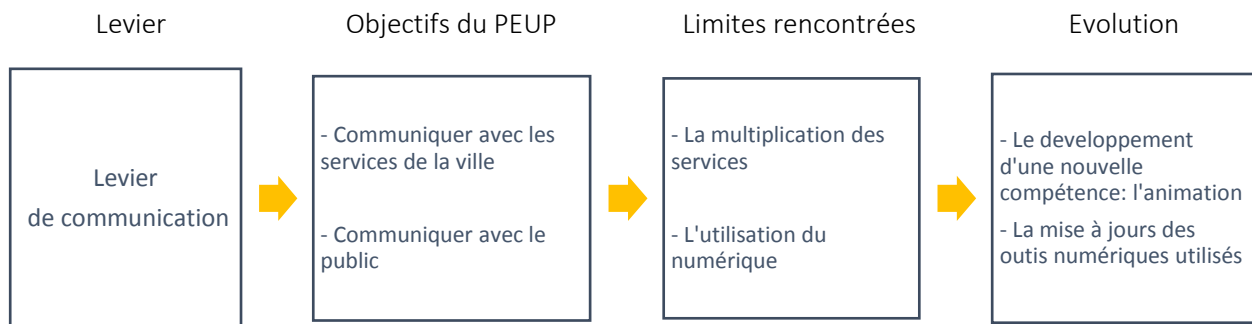 Levier
Objectifs du PEUP
Limites rencontrées
Evolution
Levier
de communication
- Communiquer avec les
services de la ville
- Communiquer avec le
public
- La multiplication des
services
- L'utilisation du
numérique
- Le developpement
d'une nouvelle
compétence: l'animation
- La mise à jours des
outis numériques utilisés